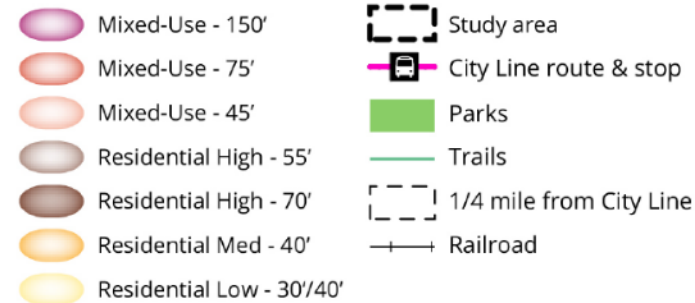 Mixed-Use - 150’
Mixed-Use - 75’
Mixed-Use - 45’
Residential High - 55’
Residential High - 70’
Residential Med - 40’
Residential Low - 30’/40’
Study area
City Line route & stop
Parks
Trails
1/4 mile from City Line
Railroad